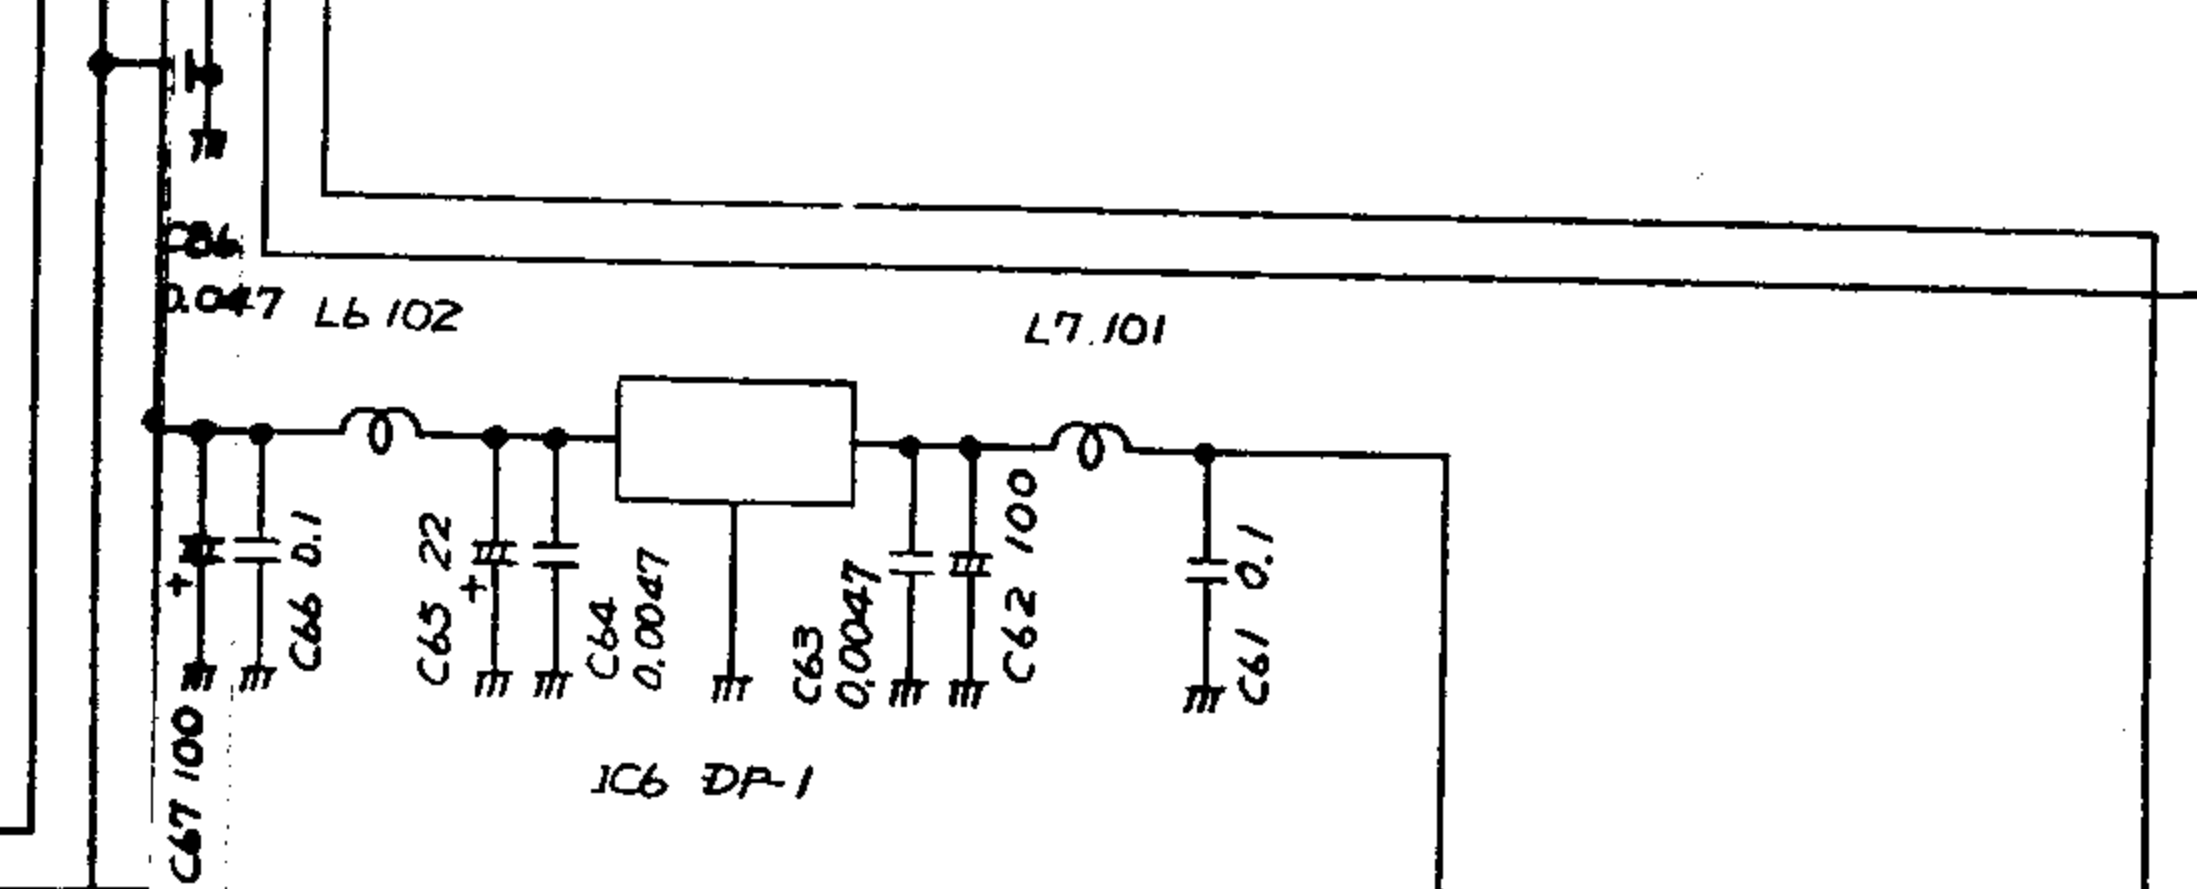 C86
0.047
L6 102
L7.101
+
C66 0.1
C65 22
+
C64
0.0047
C63
0.0047
C62 100
C61 0.1
C67 100
IC6 DP-1